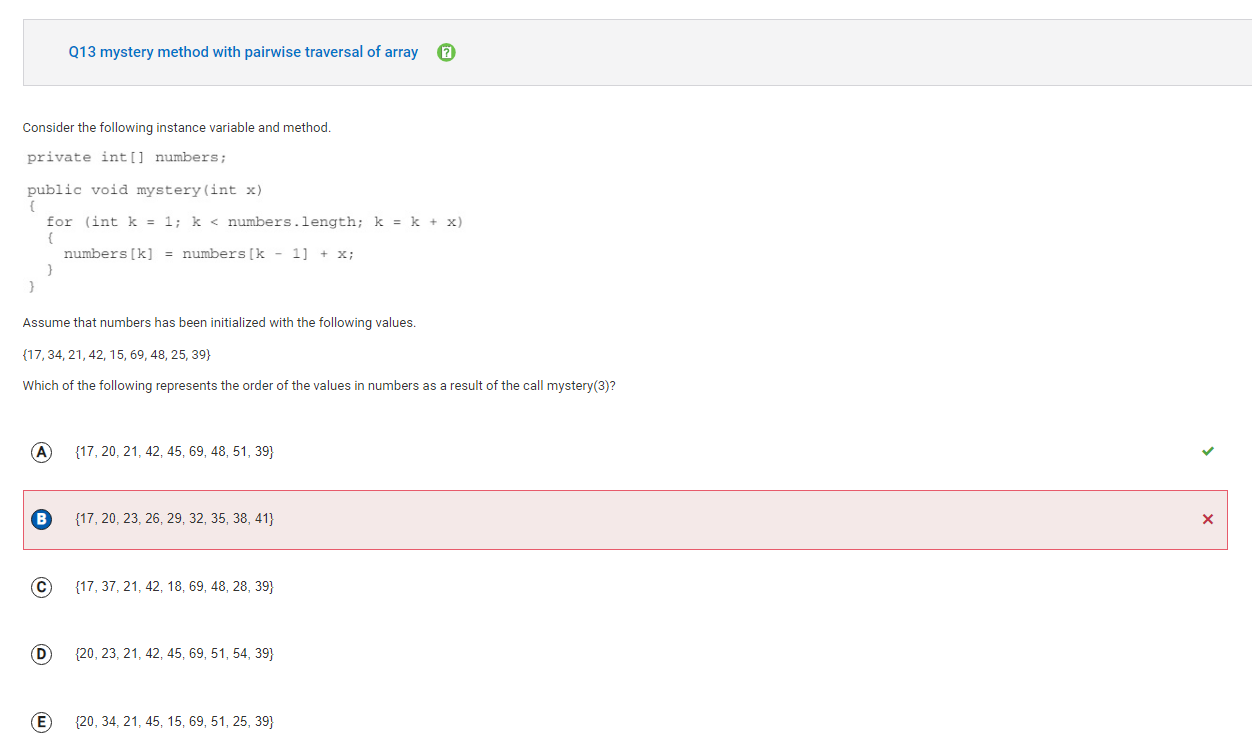 Q13 mystery method with pairwise traversal of array
Consider the following instance variable and method.
private int[] numbers;
public void mystery(int x)
{
for (int k = 1; k < numbers.length; k = k + x)
{
numbers[k] = numbers[k - 1] + x;
}
}
Assume that numbers has been initialized with the following values.
{17, 34, 21, 42, 15, 69, 48, 25, 39}
Which of the following represents the order of the values in numbers as a result of the call mystery(3)?
A {17, 20, 21, 42, 45, 69, 48, 51, 39}
B {17, 20, 23, 26, 29, 32, 35, 38, 41}
C {17, 37, 21, 42, 18, 69, 48, 28, 39}
D {20, 23, 21, 42, 45, 69, 51, 54, 39}
E {20, 34, 21, 45, 15, 69, 51, 25, 39}